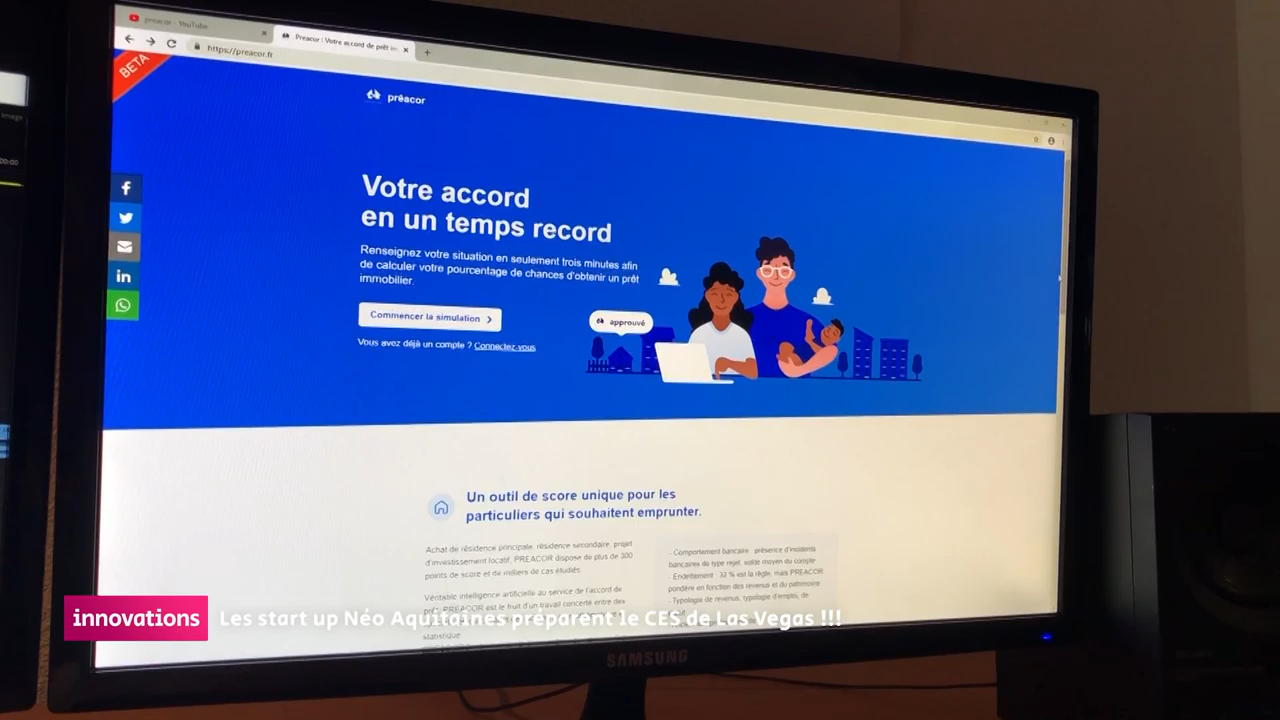 preacor - YouTube
Preacor : Votre accord de prêt
https://preacor.fr
BETA
préacor
Votre accord
en un temps record
Renseignez votre situation en seulement trois minutes afin
de calculer votre pourcentage de chances d'obtenir un prêt
immobilier.
Commencer la simulation
approuvé
Vous avez déjà un compte ? Connectez-vous
Un outil de score unique pour les
particuliers qui souhaitent emprunter.
Achat de résidence principale, résidence secondaire, projet
d'investissement locatif, PREACOR dispose de plus de 300
points de score et de milliers de cas étudiés.
Véritable intelligence artificielle au service de l'accord de
prêt, PREACOR est le fruit d'un travail concerté entre des
statistique
- Comportement bancaire : présence d'incidents
bancaires de type rejet, solde moyen du compte
- Endettement : 33 % est la règle, mais PREACOR
pondère en fonction des revenus et du patrimoine
- Typologie de revenus, typologie d'emploi, de
innovations
Les start up Néo Aquitaines préparent le CES de Las Vegas !!!
SAMSUNG